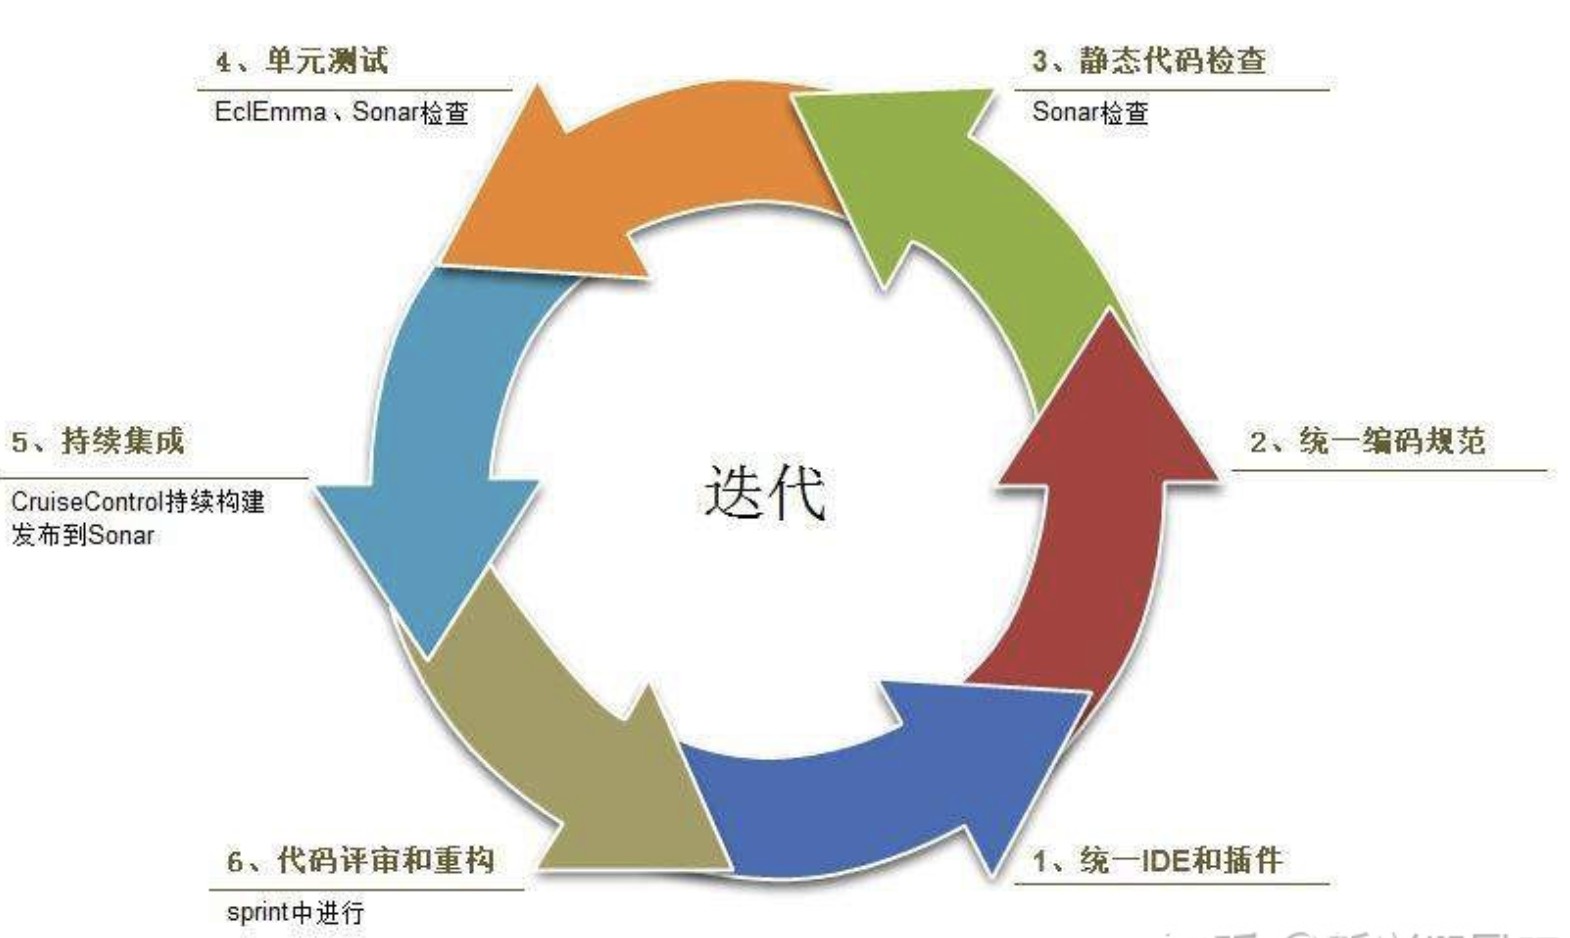 4、单元测试
EclEmma、Sonar检查
3、静态代码检查
Sonar检查
5、持续集成
CruiseControl持续构建
发布到Sonar
迭代
2、统一编码规范
6、代码评审和重构
sprint中进行
1、统一IDE和插件